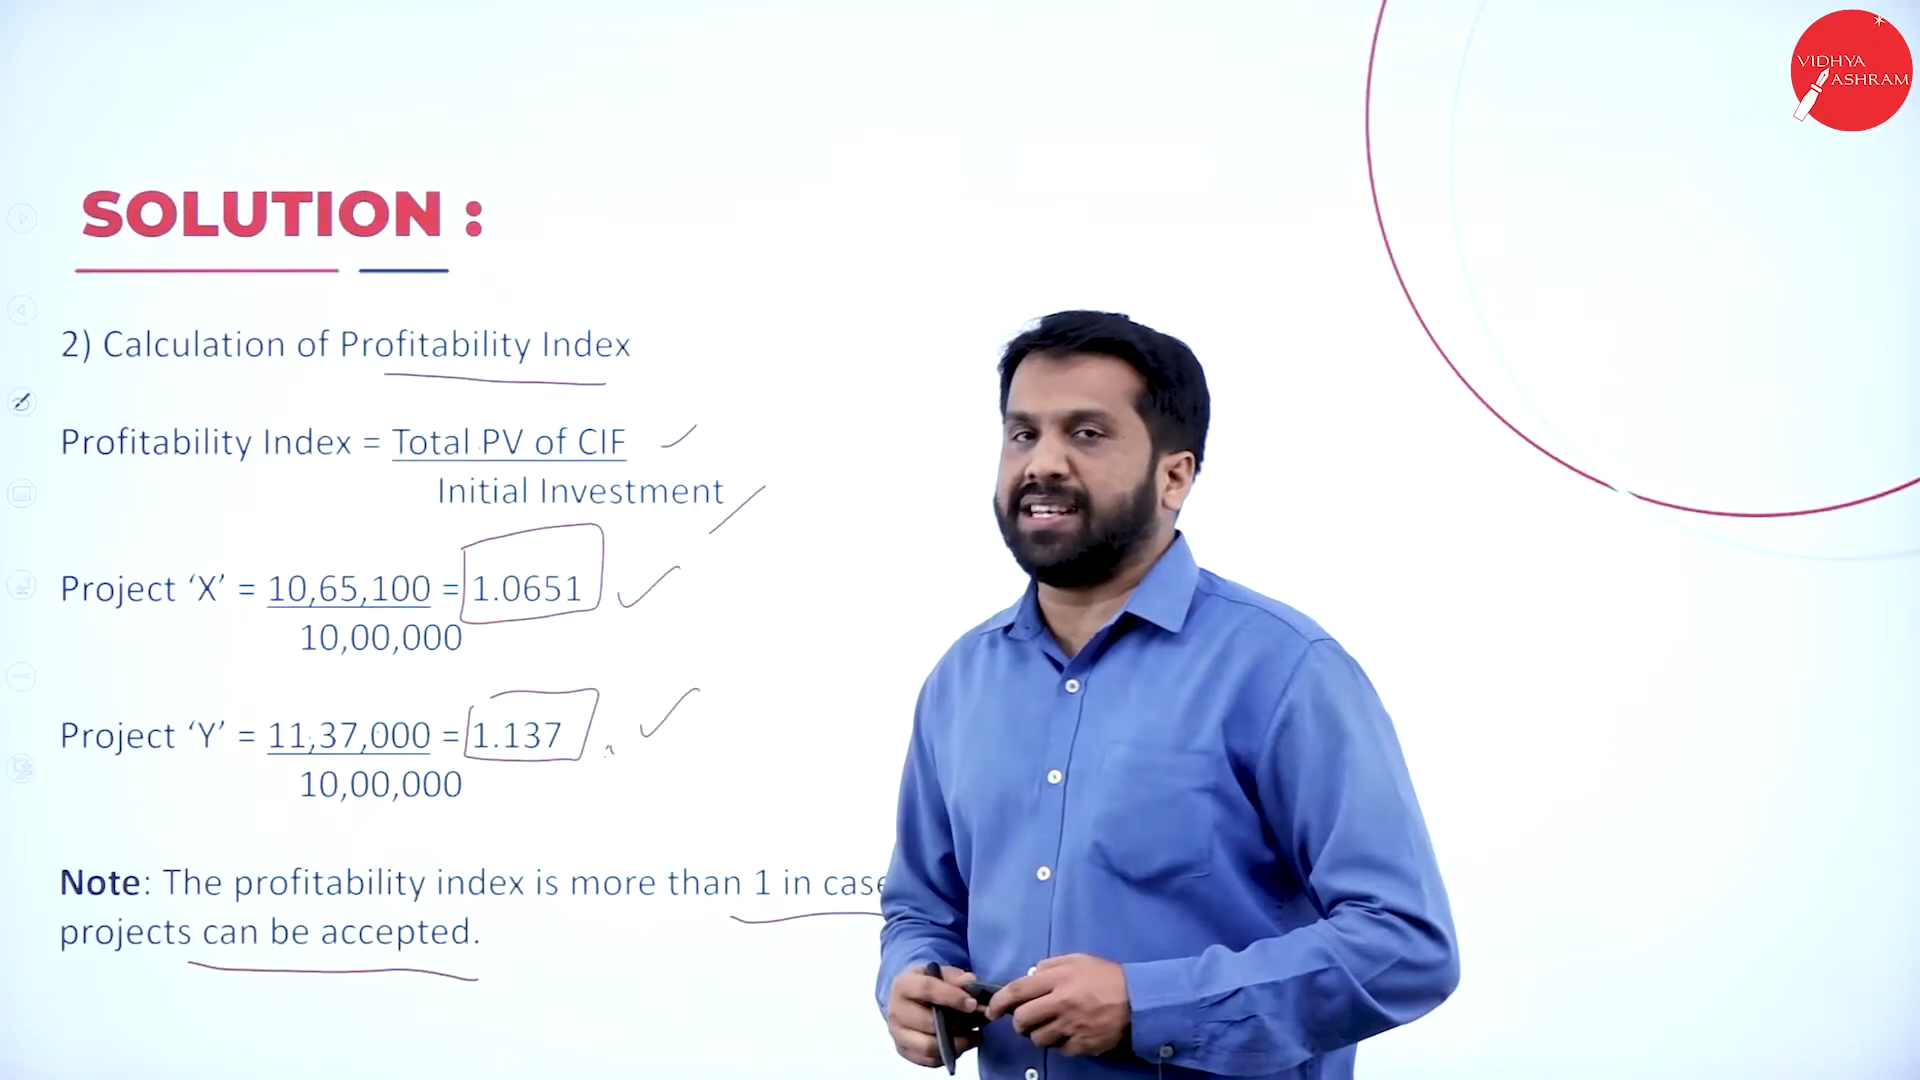 VIDHYA
ASHRAM
SOLUTION :
2) Calculation of Profitability Index
Profitability Index = Total PV of CIF
Initial Investment
Project ‘X’ = 10,65,100 = 1.0651
10,00,000
Project ‘Y’ = 11,37,000 = 1.137
10,00,000
Note: The profitability index is more than 1 in case
projects can be accepted.